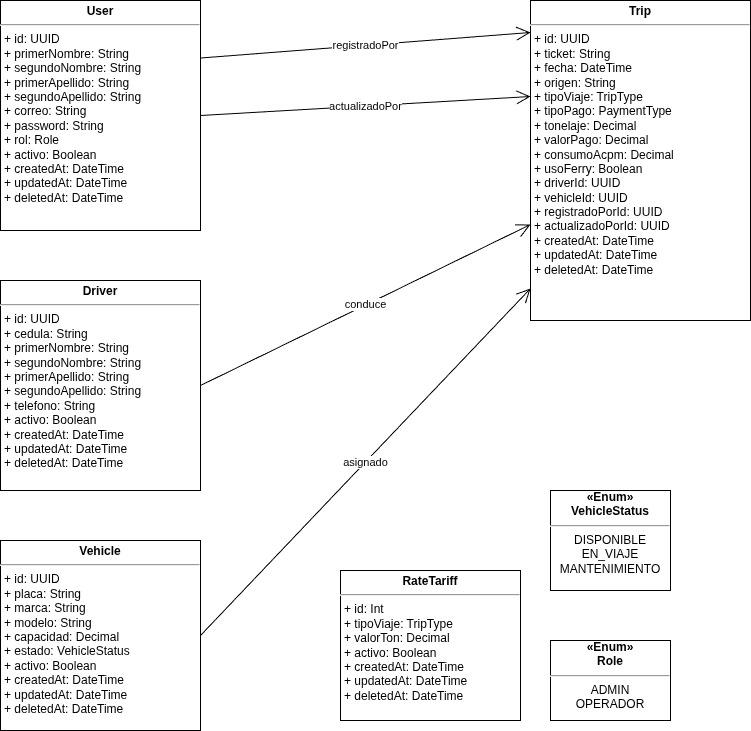 User
+ id: UUID
+ primerNombre: String
+ segundoNombre: String
+ primerApellido: String
+ segundoApellido: String
+ correo: String
+ password: String
+ rol: Role
+ activo: Boolean
+ createdAt: DateTime
+ updatedAt: DateTime
+ deletedAt: DateTime
registradoPor
actualizadoPor
Trip
+ id: UUID
+ ticket: String
+ fecha: DateTime
+ origen: String
+ tipoViaje: TripType
+ tipoPago: PaymentType
+ tonelaje: Decimal
+ valorPago: Decimal
+ consumoAcpm: Decimal
+ usoFerry: Boolean
+ driverId: UUID
+ vehicleId: UUID
+ registradoPorId: UUID
+ actualizadoPorId: UUID
+ createdAt: DateTime
+ updatedAt: DateTime
+ deletedAt: DateTime
Driver
+ id: UUID
+ cedula: String
+ primerNombre: String
+ segundoNombre: String
+ primerApellido: String
+ segundoApellido: String
+ telefono: String
+ activo: Boolean
+ createdAt: DateTime
+ updatedAt: DateTime
+ deletedAt: DateTime
conduce
asignado
Vehicle
+ id: UUID
+ placa: String
+ marca: String
+ modelo: String
+ capacidad: Decimal
+ estado: VehicleStatus
+ activo: Boolean
+ createdAt: DateTime
+ updatedAt: DateTime
+ deletedAt: DateTime
RateTariff
+ id: Int
+ tipoViaje: TripType
+ valorTon: Decimal
+ activo: Boolean
+ createdAt: DateTime
+ updatedAt: DateTime
+ deletedAt: DateTime
«Enum»
VehicleStatus
DISPONIBLE
EN_VIAJE
MANTENIMIENTO
«Enum»
Role
ADMIN
OPERADOR